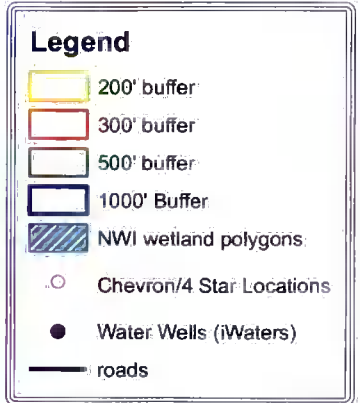 Legend
200' buffer
300' buffer
500' buffer
1000' Buffer
NWI wetland polygons
Chevron/4 Star Locations
Water Wells (iWaters)
roads